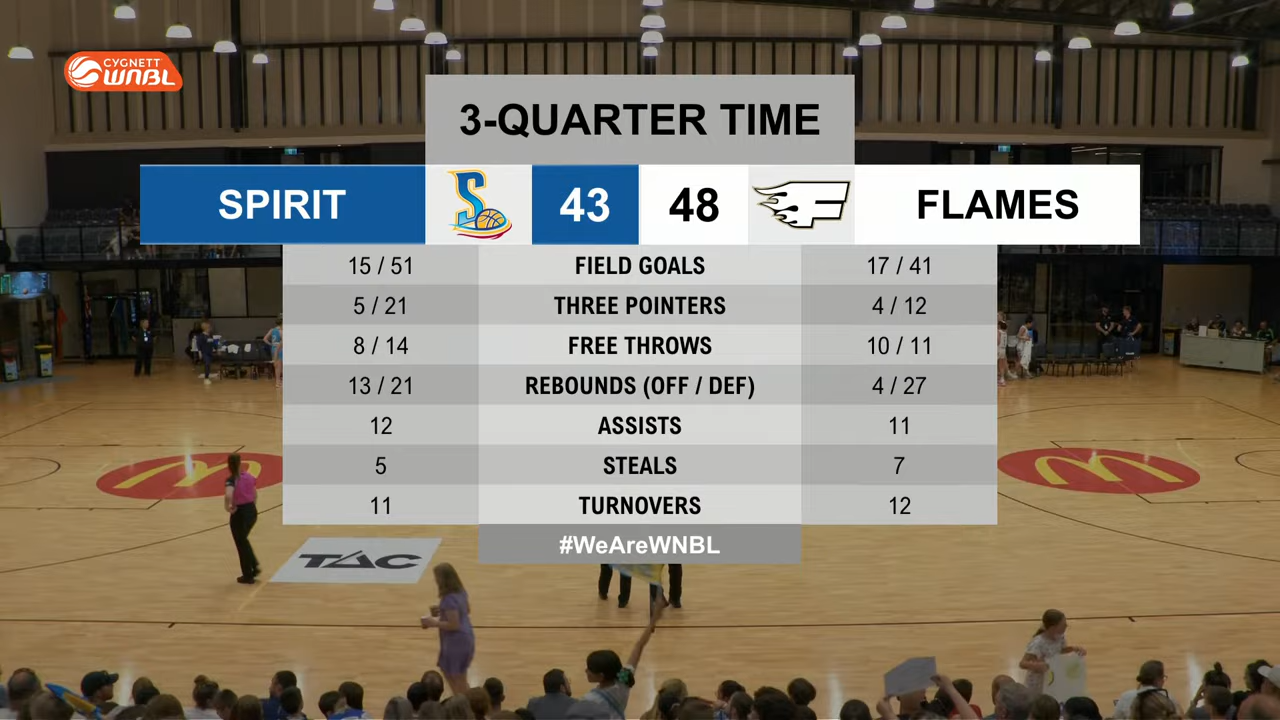 CYGNETT
WNBL
3-QUARTER TIME
SPIRIT S 43 48 F FLAMES
15 / 51 FIELD GOALS 17 / 41
5 / 21 THREE POINTERS 4 / 12
8 / 14 FREE THROWS 10 / 11
13 / 21 REBOUNDS (OFF / DEF) 4 / 27
12 ASSISTS 11
5 STEALS 7
11 TURNOVERS 12
#WeAreWNBL
TAC